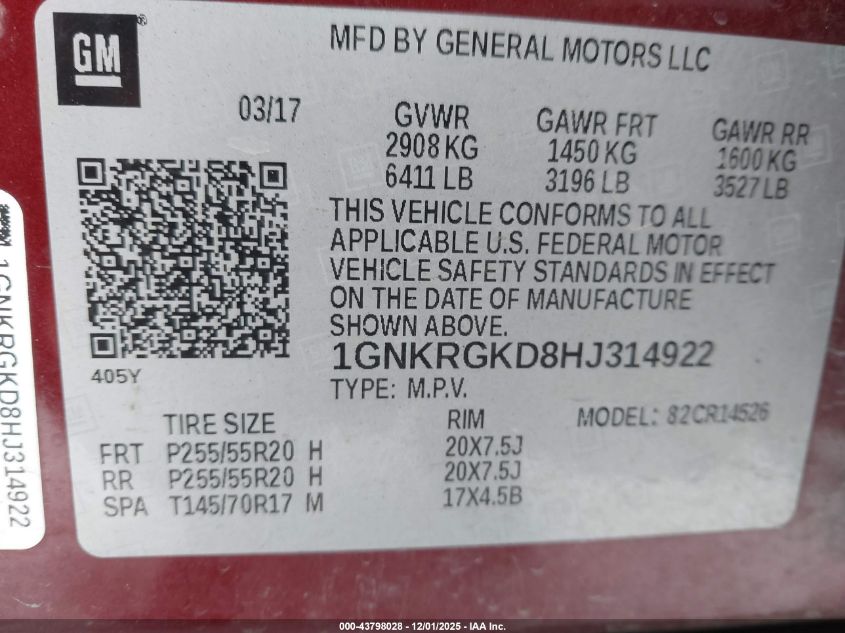 GM
MFD BY GENERAL MOTORS LLC
03/17
GVWR
2908 KG
6411 LB
GAWR FRT
1450 KG
3196 LB
GAWR RR
1600 KG
3527 LB
THIS VEHICLE CONFORMS TO ALL
APPLICABLE U.S. FEDERAL MOTOR
VEHICLE SAFETY STANDARDS IN EFFECT
ON THE DATE OF MANUFACTURE
SHOWN ABOVE.
1GNKRGKD8HJ314922
405Y
TYPE: M.P.V.
TIRE SIZE
RIM
MODEL: 82CR14526
FRT P255/55R20 H 20X7.5J
RR P255/55R20 H 20X7.5J
SPA T145/70R17 M 17X4.5B
1GNKRGKD8HJ314922
000-43798028 - 12/01/2025 - IAA Inc.